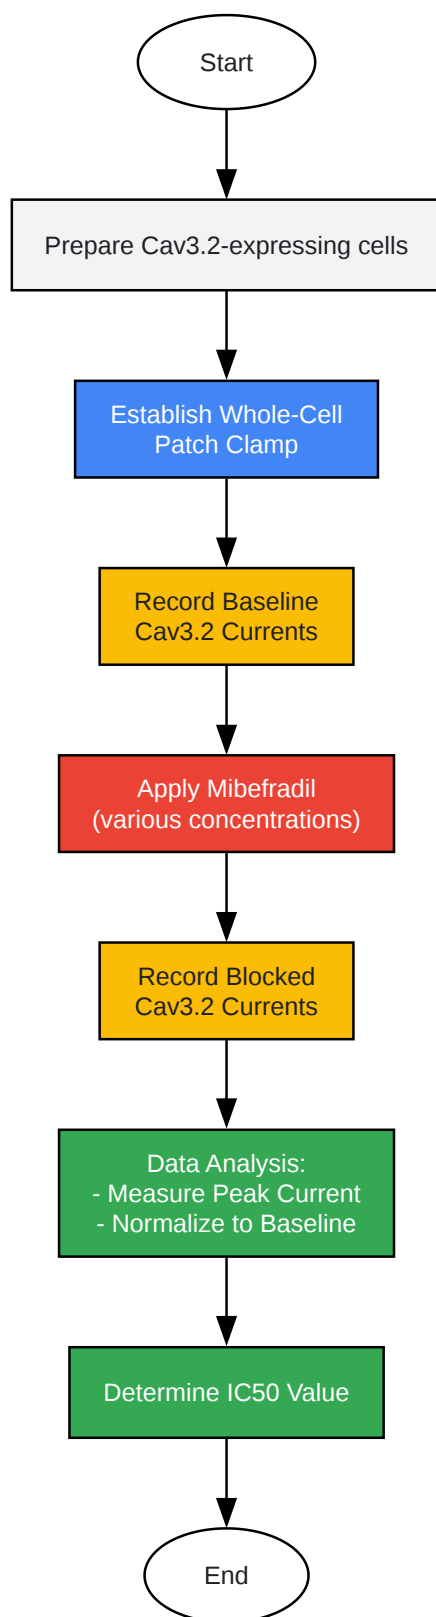 Start
Prepare Cav3.2-expressing cells
Establish Whole-Cell
Patch Clamp
Record Baseline
Cav3.2 Currents
Apply Mibefradil
(various concentrations)
Record Blocked
Cav3.2 Currents
Data Analysis:
- Measure Peak Current
- Normalize to Baseline
Determine IC50 Value
End